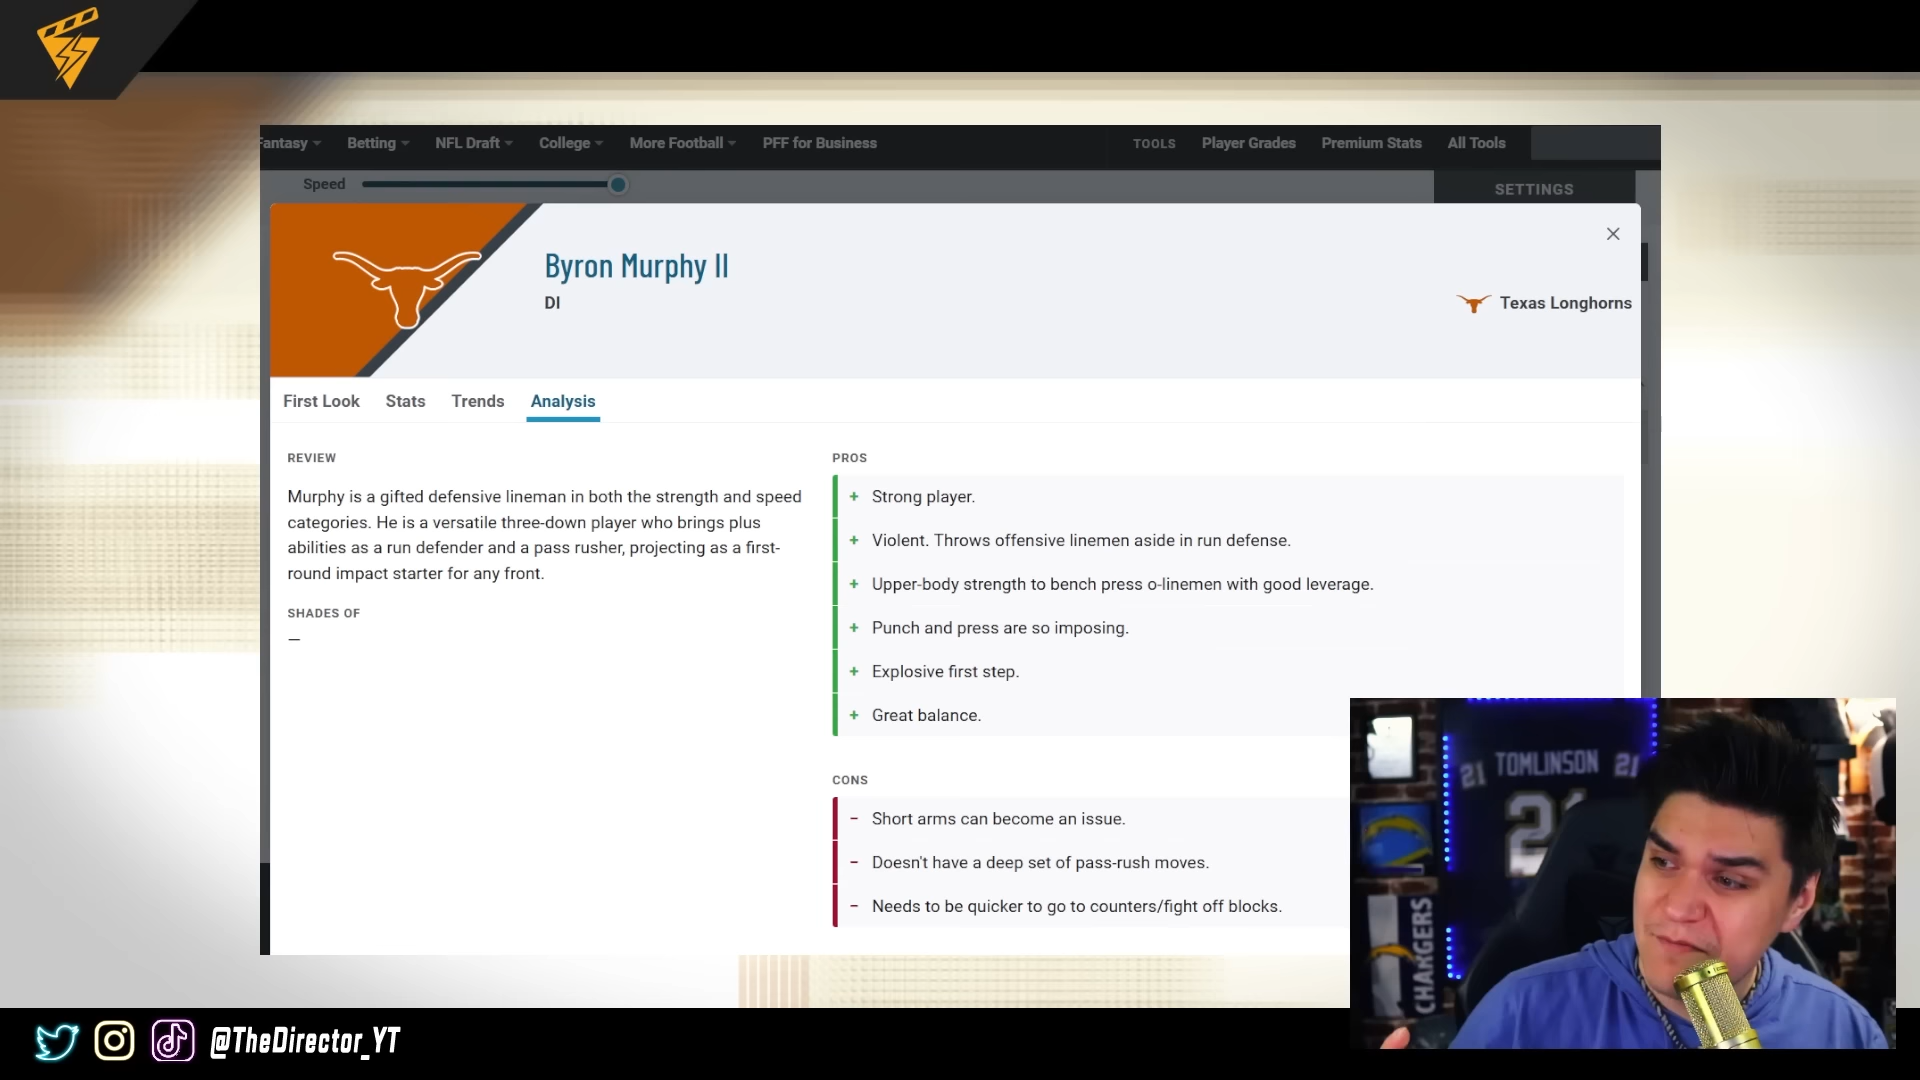 Fantasy Betting NFL Draft College More Football PFF for Business TOOLS Player Grades Premium Stats All Tools
Speed
SETTINGS
Byron Murphy II
DI
Texas Longhorns
First Look Stats Trends Analysis
REVIEW
Murphy is a gifted defensive lineman in both the strength and speed
categories. He is a versatile three-down player who brings plus
abilities as a run defender and a pass rusher, projecting as a first-
round impact starter for any front.
SHADES OF
—
PROS
+ Strong player.
+ Violent. Throws offensive linemen aside in run defense.
+ Upper-body strength to bench press o-linemen with good leverage.
+ Punch and press are so imposing.
+ Explosive first step.
+ Great balance.
CONS
- Short arms can become an issue.
- Doesn't have a deep set of pass-rush moves.
- Needs to be quicker to go to counters/fight off blocks.
21 TOMLINSON 21
21
CHARGERS
@TheDirector_YT